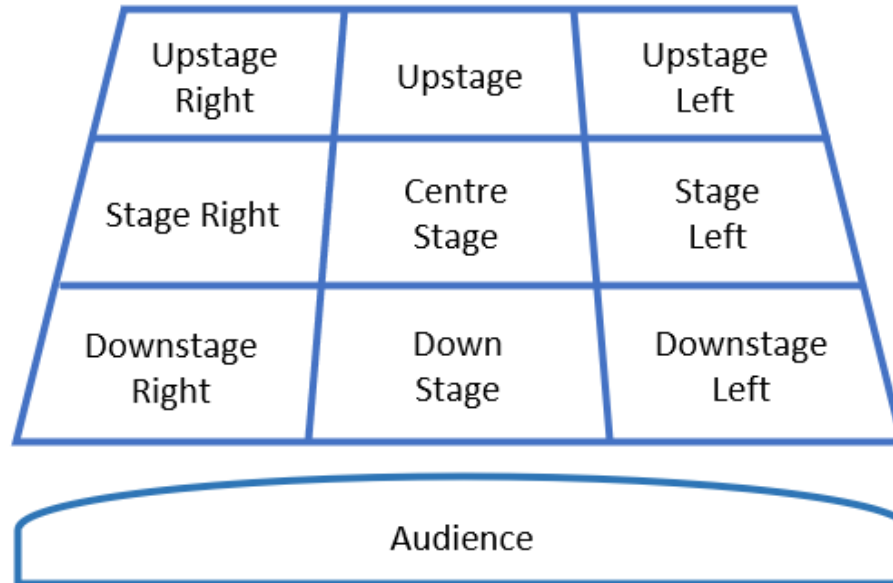 Upstage
Right
Upstage
Upstage
Left
Stage Right
Centre
Stage
Stage
Left
Downstage
Right
Down
Stage
Downstage
Left
Audience